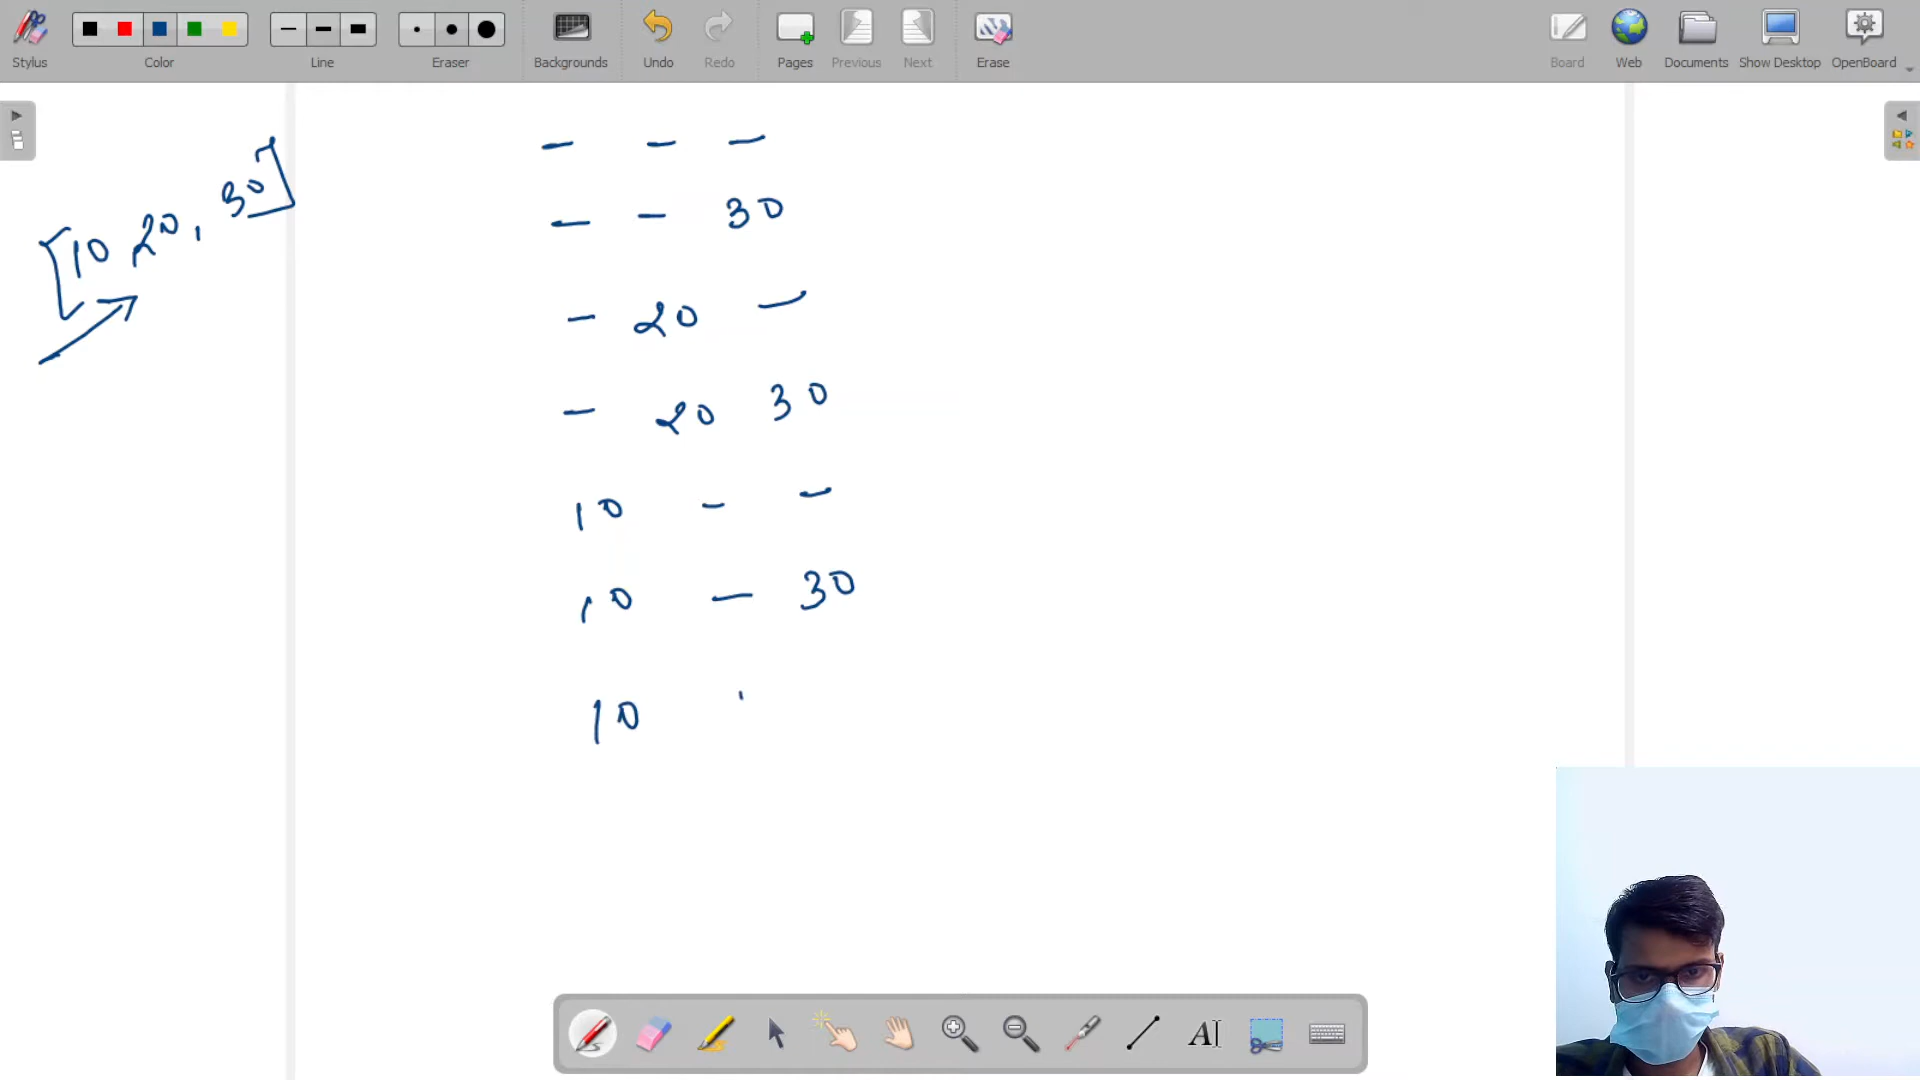 Stylus Color Line Eraser Backgrounds Undo Redo Pages Previous Next Erase Board Web Documents Show Desktop OpenBoard
[10 20, 30]
- - -
- - 30
- 20 -
- 20 30
10 - -
10 - 30
10